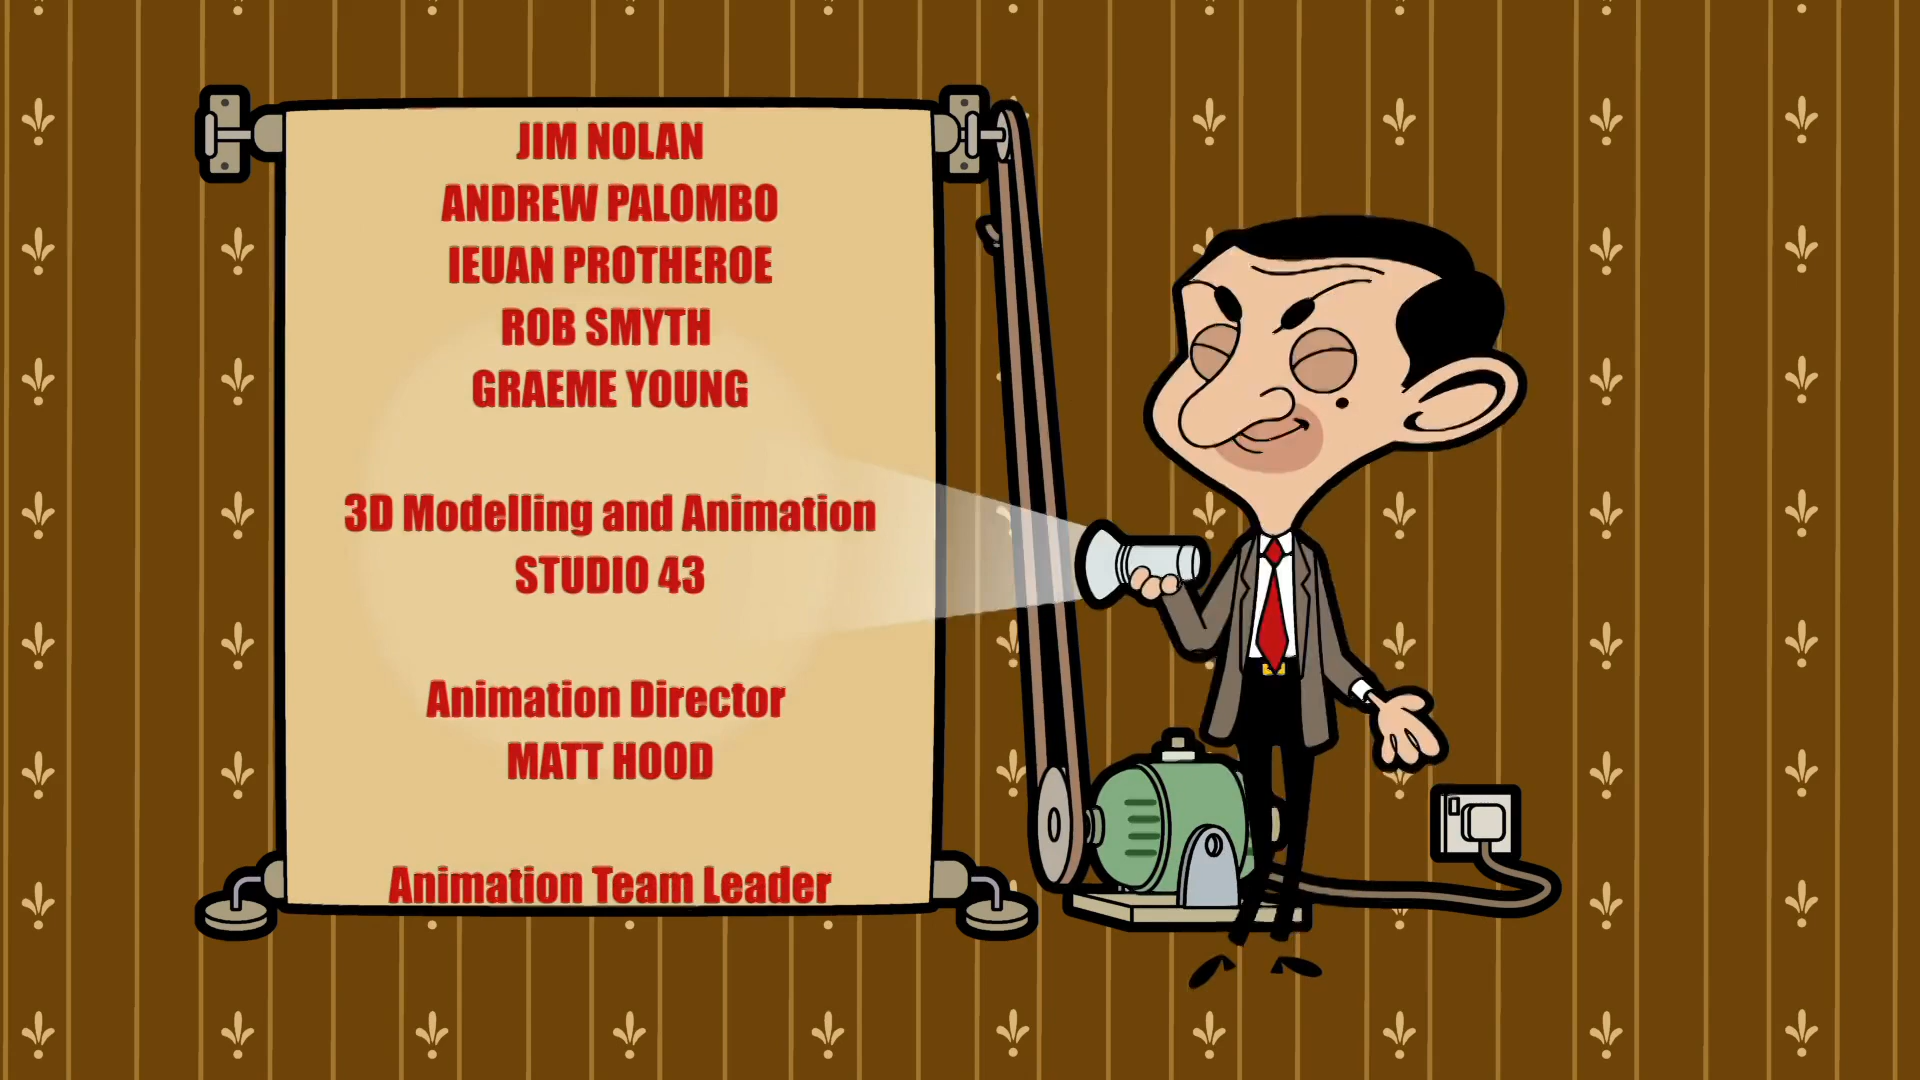 JIM NOLAN
ANDREW PALOMBO
IEUAN PROTHEROE
ROB SMYTH
GRAEME YOUNG
3D Modelling and Animation
STUDIO 43
Animation Director
MATT HOOD
Animation Team Leader